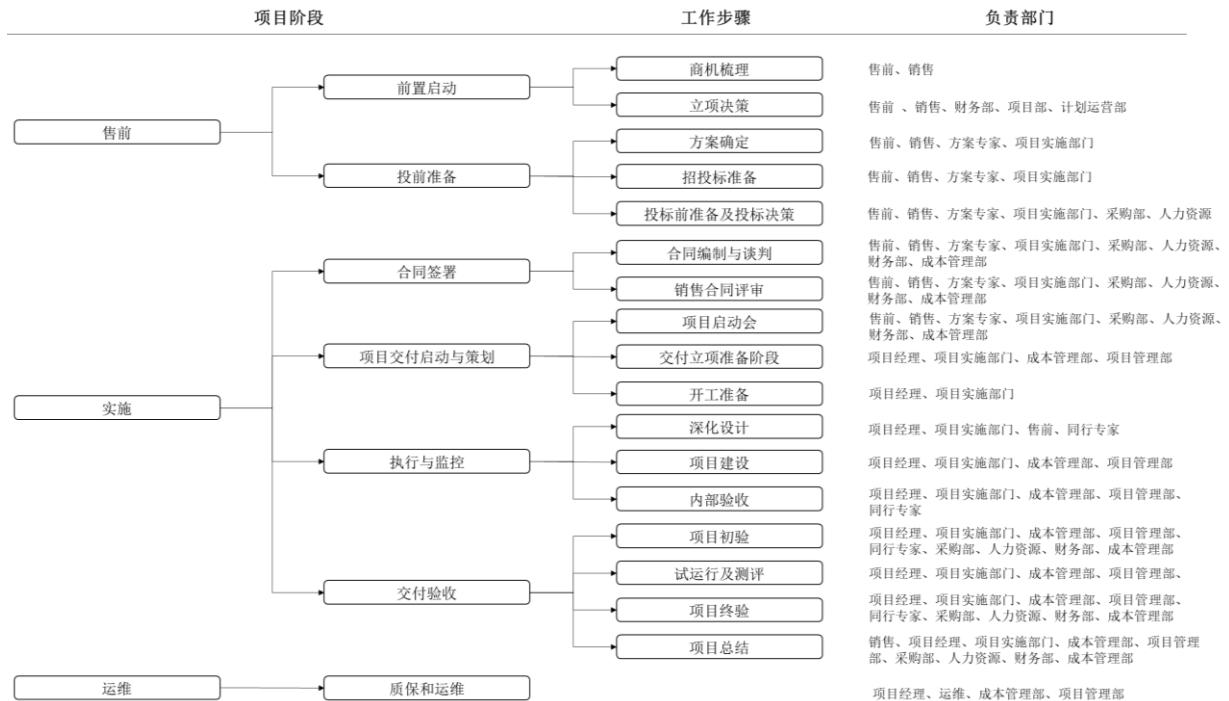 项目阶段
工作步骤
负责部门
售前
前置启动
商机梳理
售前、销售
立项决策
售前 、销售、财务部、项目部、计划运营部
投前准备
方案确定
售前、销售、方案专家、项目实施部门
招投标准备
售前、销售、方案专家、项目实施部门
投标前准备及投标决策
售前、销售、方案专家、项目实施部门、采购部、人力资源
实施
合同签署
合同编制与谈判
售前、销售、方案专家、项目实施部门、采购部、人力资源、
财务部、成本管理部
销售合同评审
售前、销售、方案专家、项目实施部门、采购部、人力资源、
财务部、成本管理部
项目交付启动与策划
项目启动会
售前、销售、方案专家、项目实施部门、采购部、人力资源、
财务部、成本管理部
交付立项准备阶段
项目经理、项目实施部门、成本管理部、项目管理部
开工准备
项目经理、项目实施部门
执行与监控
深化设计
项目经理、项目实施部门、售前、同行专家
项目建设
项目经理、项目实施部门、成本管理部、项目管理部
内部验收
项目经理、项目实施部门、成本管理部、项目管理部、
同行专家
交付验收
项目初验
项目经理、项目实施部门、成本管理部、项目管理部、
同行专家、采购部、人力资源、财务部、成本管理部
试运行及测评
项目经理、项目实施部门、成本管理部、项目管理部、
项目终验
项目经理、项目实施部门、成本管理部、项目管理部、
同行专家、采购部、人力资源、财务部、成本管理部
项目总结
销售、项目经理、项目实施部门、成本管理部、项目管理
部、采购部、人力资源、财务部、成本管理部
运维
质保和运维
项目经理、运维、成本管理部、项目管理部